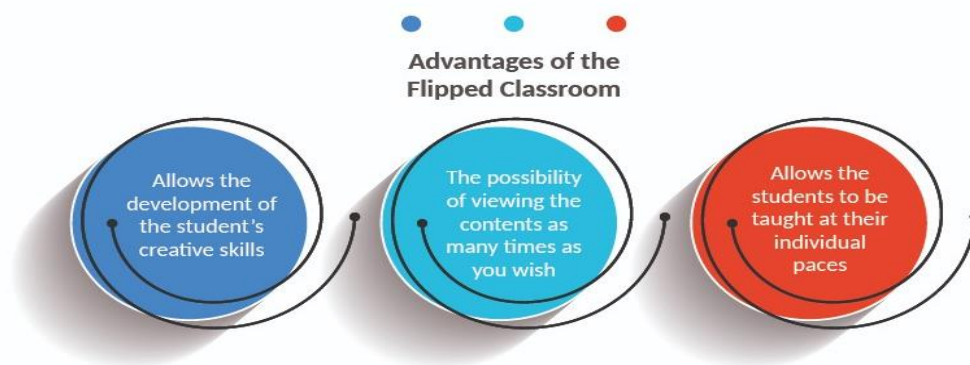 Advantages of the
Flipped Classroom
Allows the
development of
the student's
creative skills
The possibility
of viewing the
contents as
many times as
you wish
Allows the
students to be
taught at their
individual
paces